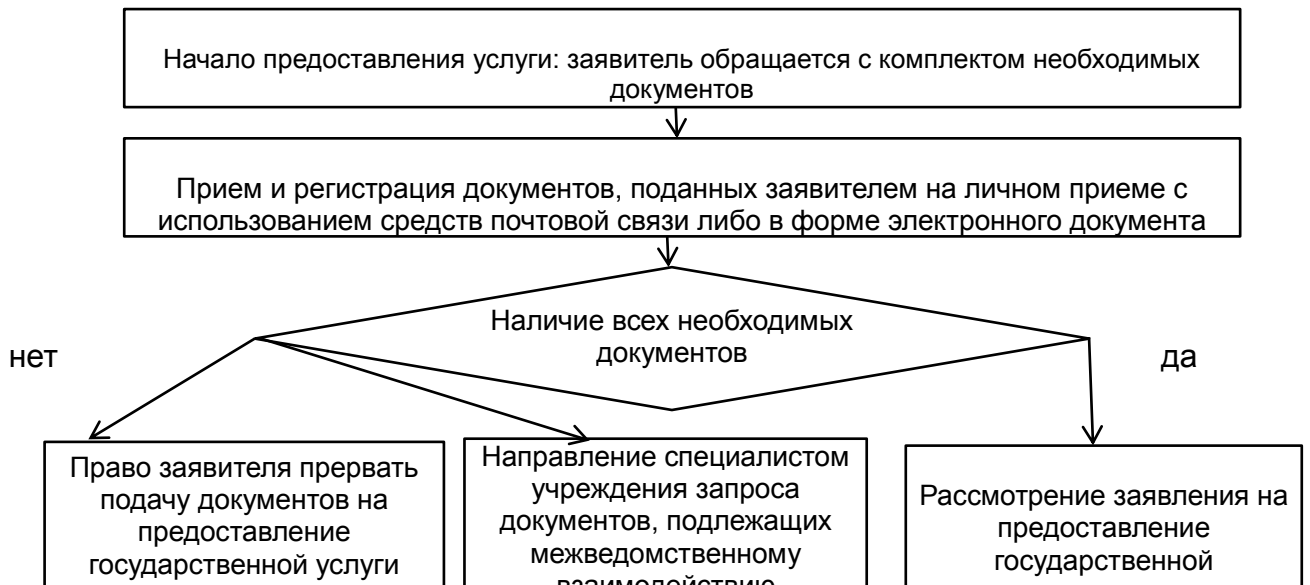 Начало предоставления услуги: заявитель обращается с комплектом необходимых
документов
Прием и регистрация документов, поданных заявителем на личном приеме с
использованием средств почтовой связи либо в форме электронного документа
Наличие всех необходимых
документов
нет
да
Право заявителя прервать
подачу документов на
предоставление
государственной услуги
Направление специалистом
учреждения запроса
документов, подлежащих
межведомственному
взаимодействию
Рассмотрение заявления на
предоставление
государственной